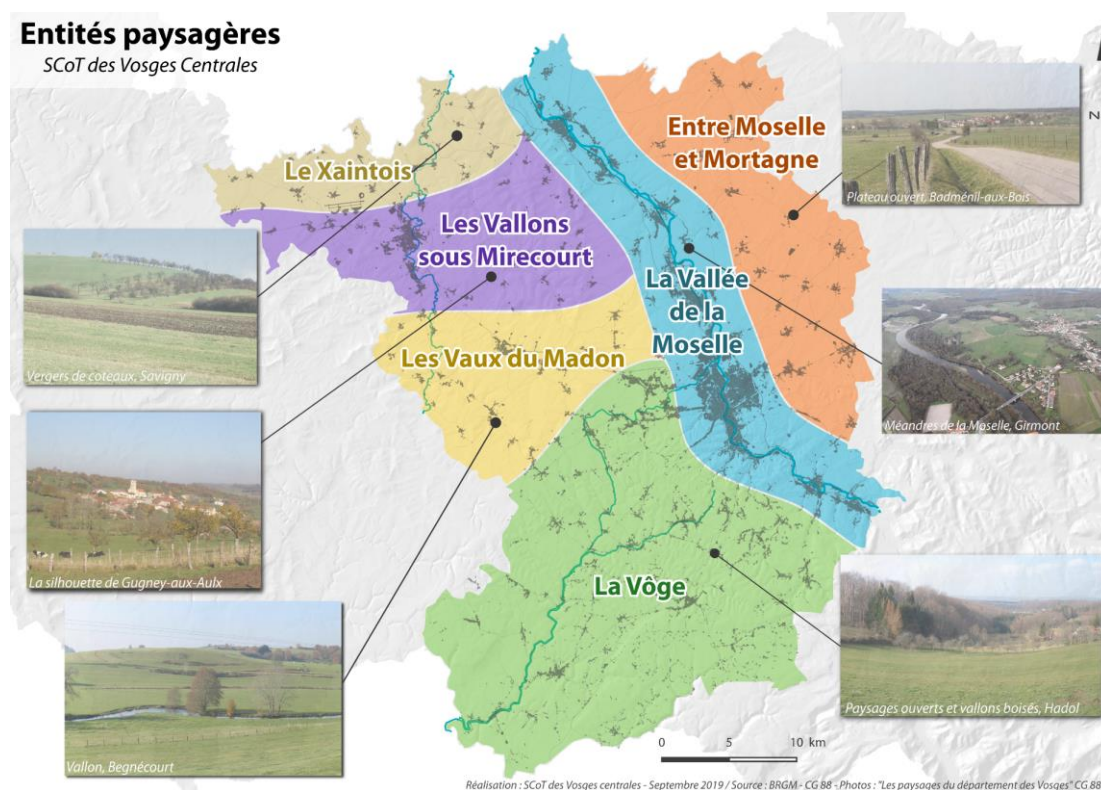 Entités paysagères
SCoT des Vosges Centrales
Z
Entre Moselle
et Mortagne
Plateau ouvert, Badménil-aux-Bois
Le Xaintois
Les Vallons
sous Mirecourt
Vergers de coteaux, Savigny
La Vallée
de la
Moselle
Les Vaux du Madon
Méandres de la Moselle, Girmont
La silhouette de Gugney-aux-Aulx
La Vôge
Paysages ouverts et vallons boisés, Hadol
Vallon, Begnécourt
0 5 10 km
Réalisation : SCoT des Vosges centrales - Septembre 2019 / Source : BRGM - CG 88 - Photos : "Les paysages du département des Vosges" CG 88